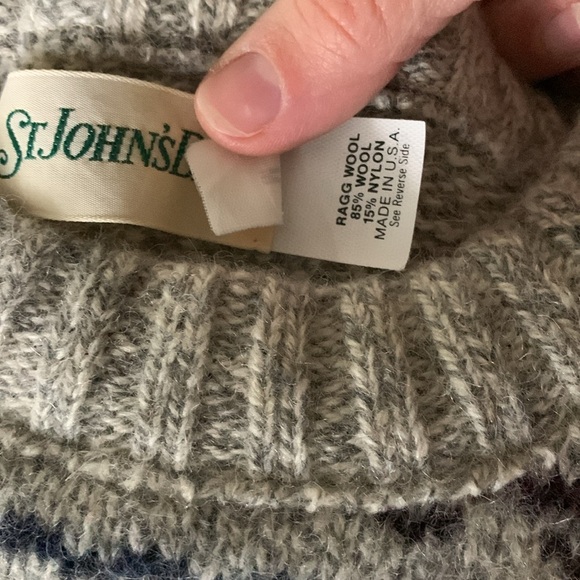 ST JOHN'S B
RAGG WOOL
85% WOOL
15% NYLON
MADE IN U.S.A.
See Reverse Side